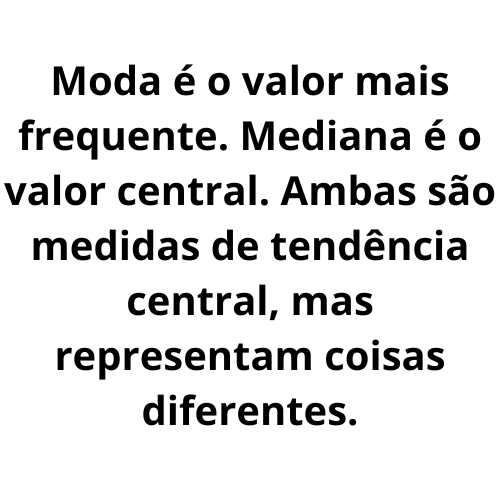 Moda é o valor mais
frequente. Mediana é o
valor central. Ambas são
medidas de tendência
central, mas
representam coisas
diferentes.